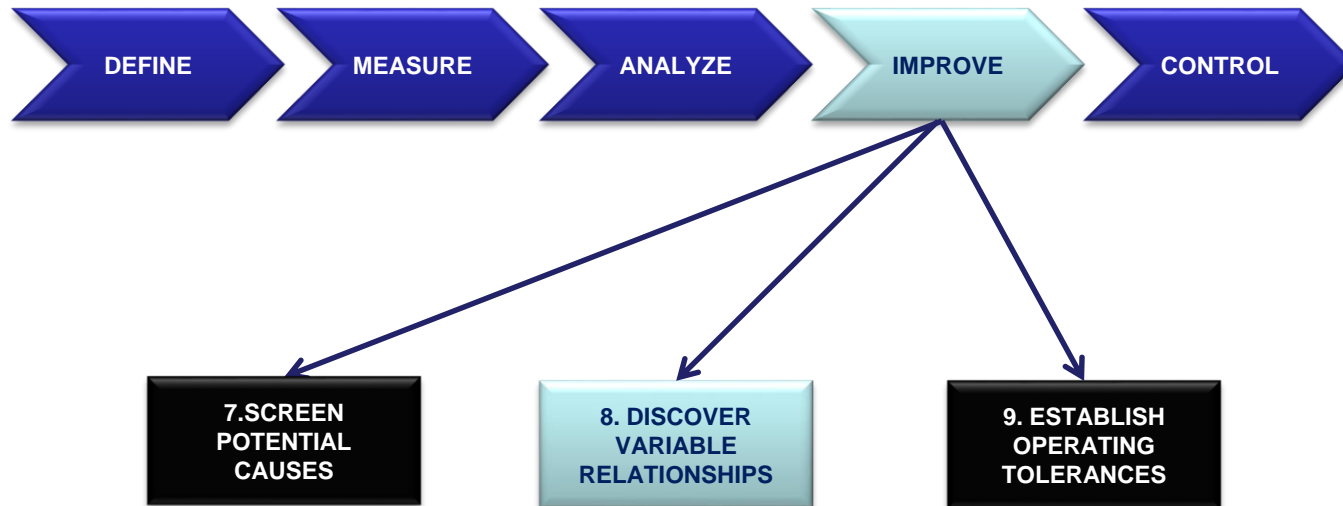 DEFINE
MEASURE
ANALYZE
IMPROVE
CONTROL
7.SCREEN
POTENTIAL
CAUSES
8. DISCOVER
VARIABLE
RELATIONSHIPS
9. ESTABLISH
OPERATING
TOLERANCES